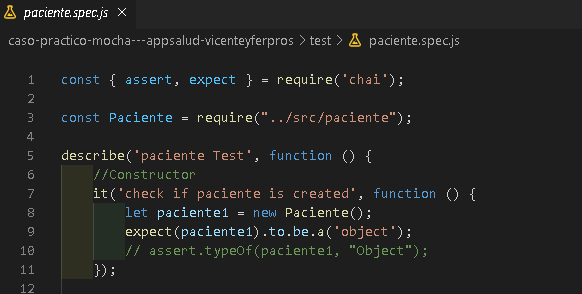 paciente.spec.js ×
caso-practico-mocha---appsalud-vicenteyferpros > test > paciente.spec.js
1 const { assert, expect } = require('chai');
2
3 const Paciente = require("../src/paciente");
4
5 describe('paciente Test', function () {
6 //Constructor
7 it('check if paciente is created', function () {
8 let paciente1 = new Paciente();
9 expect(paciente1).to.be.a('object');
10 // assert.typeOf(paciente1, "Object");
11 });
12